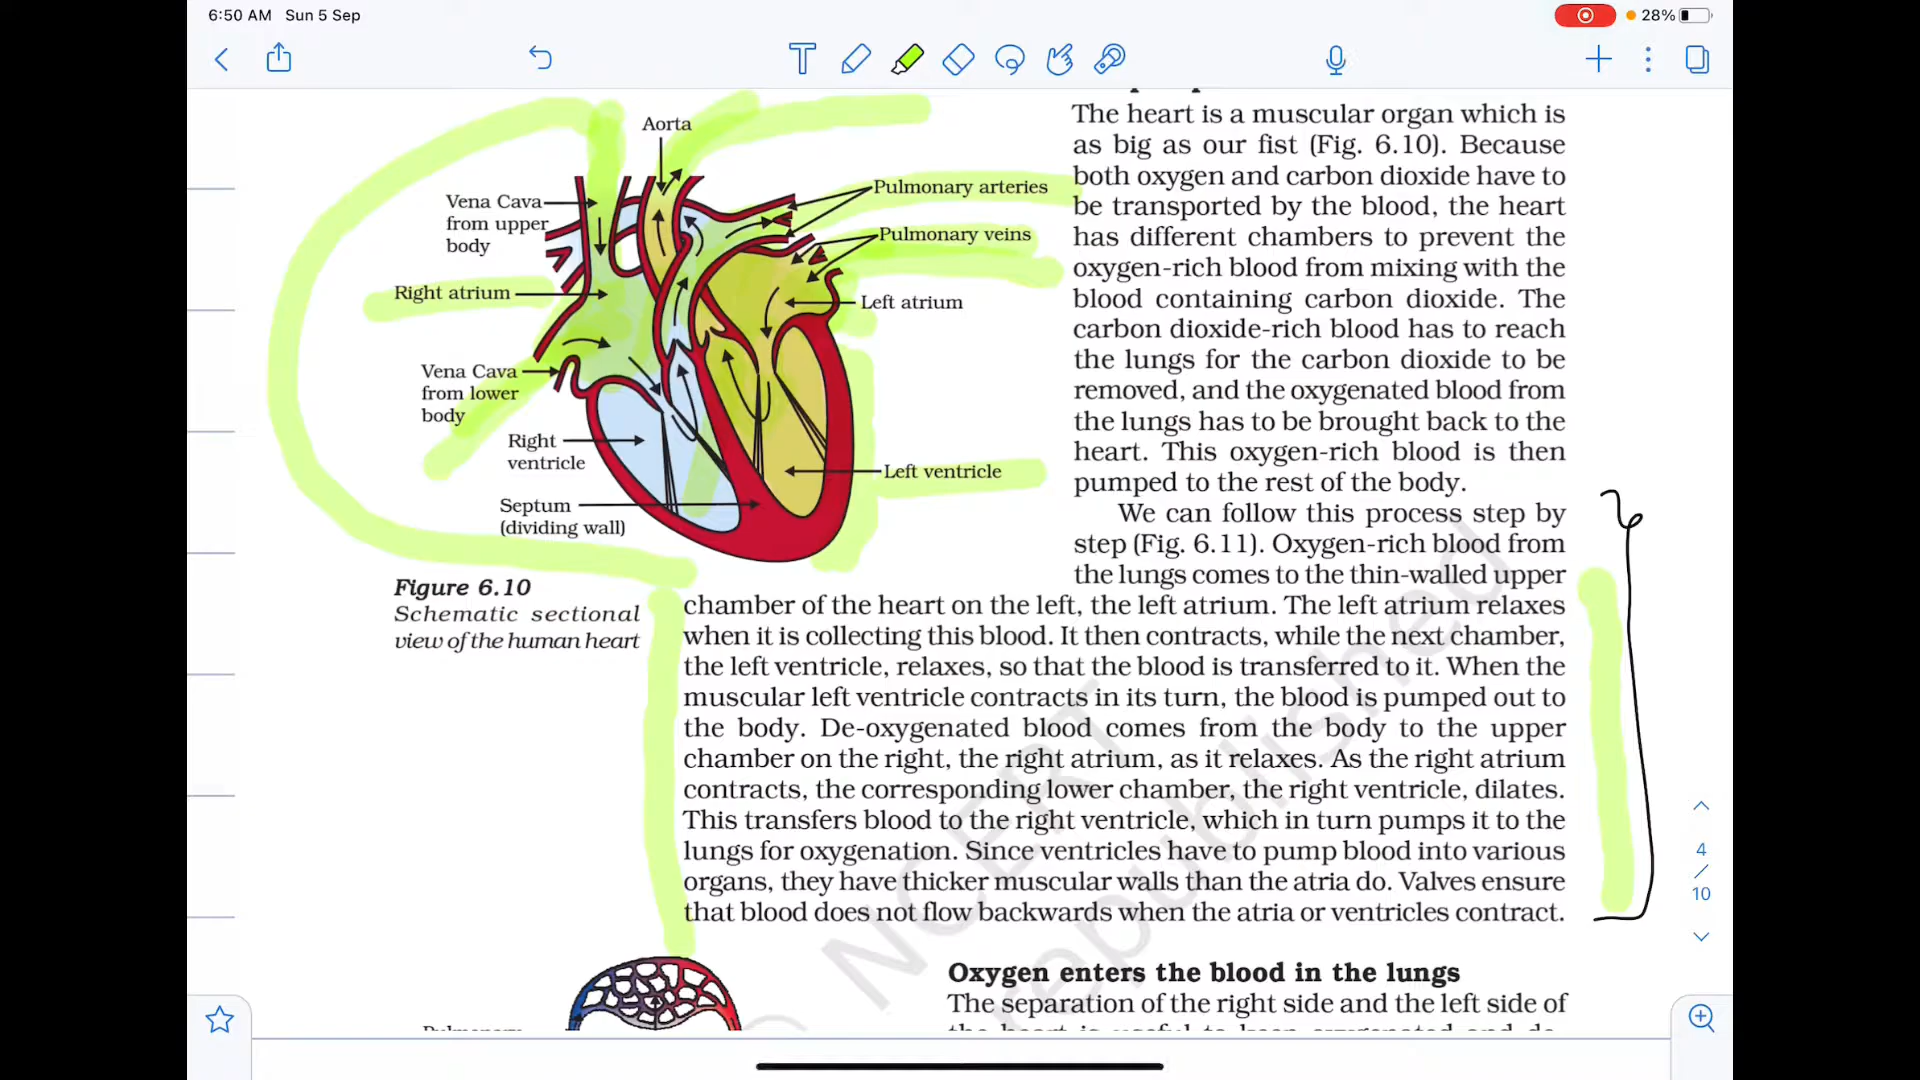 6:50 AM Sun 5 Sep
28%
Aorta
Pulmonary arteries
Vena Cava
from upper
body
Pulmonary veins
Right atrium
Left atrium
Vena Cava
from lower
body
Right
ventricle
Left ventricle
Septum
(dividing wall)
Figure 6.10
Schematic sectional
view of the human heart
The heart is a muscular organ which is
as big as our fist (Fig. 6.10). Because
both oxygen and carbon dioxide have to
be transported by the blood, the heart
has different chambers to prevent the
oxygen-rich blood from mixing with the
blood containing carbon dioxide. The
carbon dioxide-rich blood has to reach
the lungs for the carbon dioxide to be
removed, and the oxygenated blood from
the lungs has to be brought back to the
heart. This oxygen-rich blood is then
pumped to the rest of the body.
We can follow this process step by
step (Fig. 6.11). Oxygen-rich blood from
the lungs comes to the thin-walled upper
chamber of the heart on the left, the left atrium. The left atrium relaxes
when it is collecting this blood. It then contracts, while the next chamber,
the left ventricle, relaxes, so that the blood is transferred to it. When the
muscular left ventricle contracts in its turn, the blood is pumped out to
the body. De-oxygenated blood comes from the body to the upper
chamber on the right, the right atrium, as it relaxes. As the right atrium
contracts, the corresponding lower chamber, the right ventricle, dilates.
This transfers blood to the right ventricle, which in turn pumps it to the
lungs for oxygenation. Since ventricles have to pump blood into various
organs, they have thicker muscular walls than the atria do. Valves ensure
that blood does not flow backwards when the atria or ventricles contract.
Oxygen enters the blood in the lungs
The separation of the right side and the left side of
4
/
10
© NCERT
republished